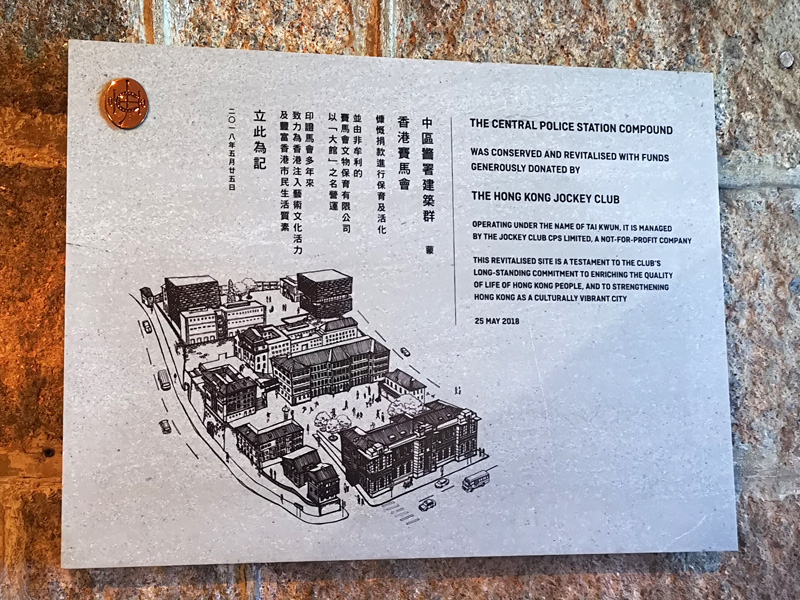 中區警署建築群 蒙
香港賽馬會
慷慨捐款進行保育及活化
並由非牟利的
賽馬會文物保育有限公司
以「大館」之名營運
印證馬會多年來
致力為香港注入藝術文化活力
及豐富香港市民生活質素
立此為記
二〇一八年五月廿五日
THE CENTRAL POLICE STATION COMPOUND
WAS CONSERVED AND REVITALISED WITH FUNDS
GENEROUSLY DONATED BY
THE HONG KONG JOCKEY CLUB
OPERATING UNDER THE NAME OF TAI KWUN, IT IS MANAGED
BY THE JOCKEY CLUB CPS LIMITED, A NOT-FOR-PROFIT COMPANY
THIS REVITALISED SITE IS A TESTAMENT TO THE CLUB'S
LONG-STANDING COMMITMENT TO ENRICHING THE QUALITY
OF LIFE OF HONG KONG PEOPLE, AND TO STRENGTHENING
HONG KONG AS A CULTURALLY VIBRANT CITY
25 MAY 2018